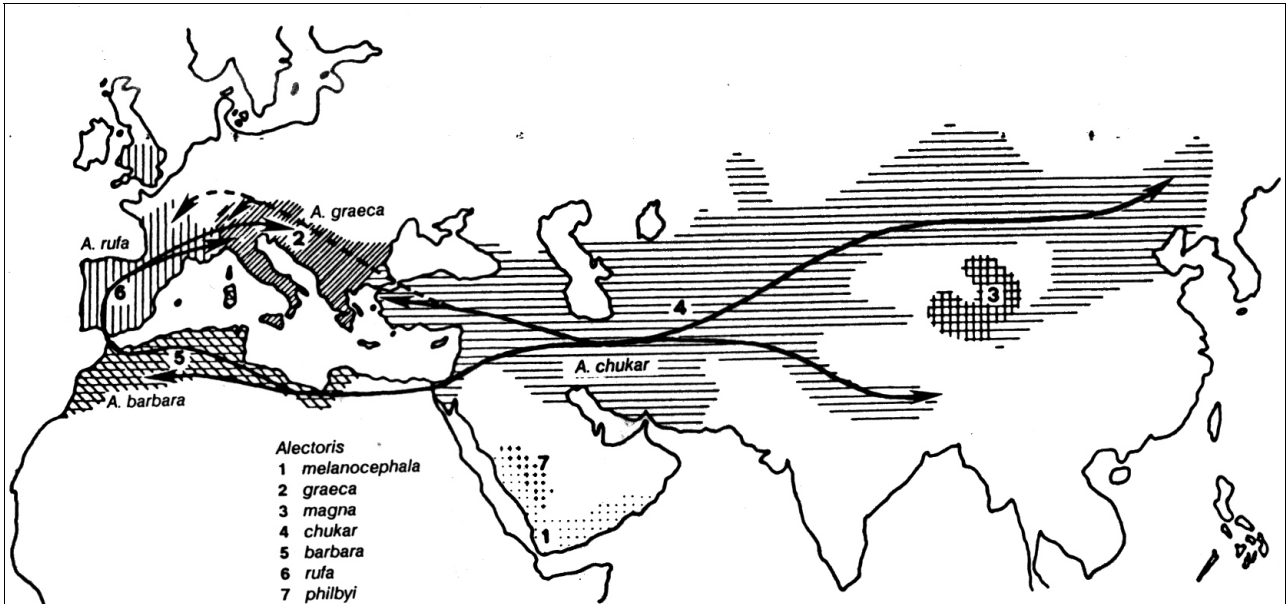 A. graeca
2
A. rufa
6
3
4
5
A. chukar
A. barbara
7
1
Alectoris
1 melanocephala
2 graeca
3 magna
4 chukar
5 barbara
6 rufa
7 philbyi